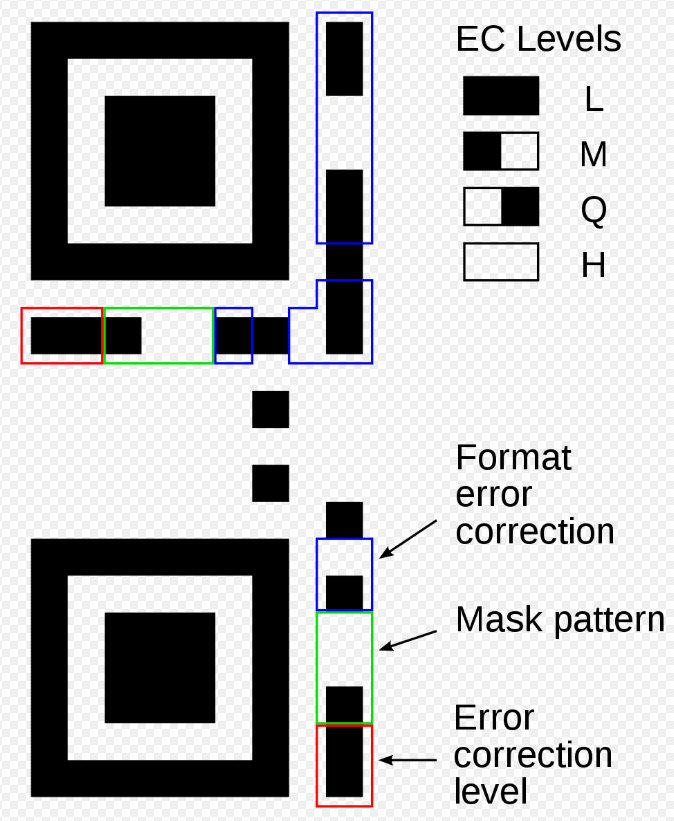 EC Levels
L
M
Q
H
Format
error
correction
Mask pattern
Error
correction
level